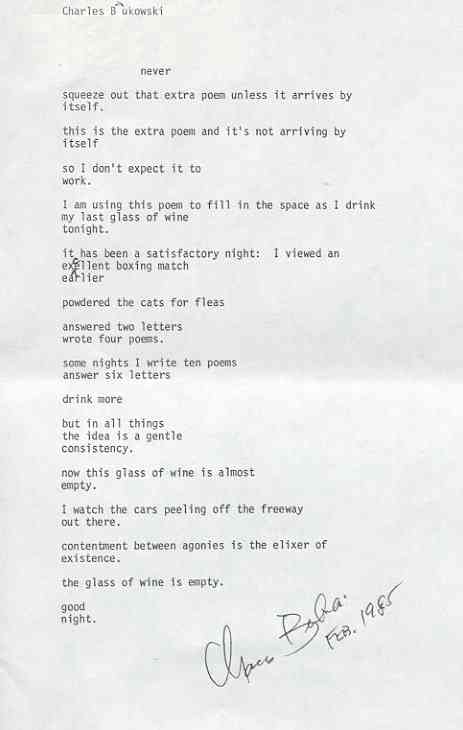 Charles Bukowski
never
squeeze out that extra poem unless it arrives by
itself.
this is the extra poem and it's not arriving by
itself
so I don't expect it to
work.
I am using this poem to fill in the space as I drink
my last glass of wine
tonight.
it has been a satisfactory night:  I viewed an
excellent boxing match
earlier
powdered the cats for fleas
answered two letters
wrote four poems.
some nights I write ten poems
answer six letters
drink more
but in all things
the idea is a gentle
consistency.
now this glass of wine is almost
empty.
I watch the cars peeling off the freeway
out there.
contentment between agonies is the elixer of
existence.
the glass of wine is empty.
good
night.
Feb. 1985